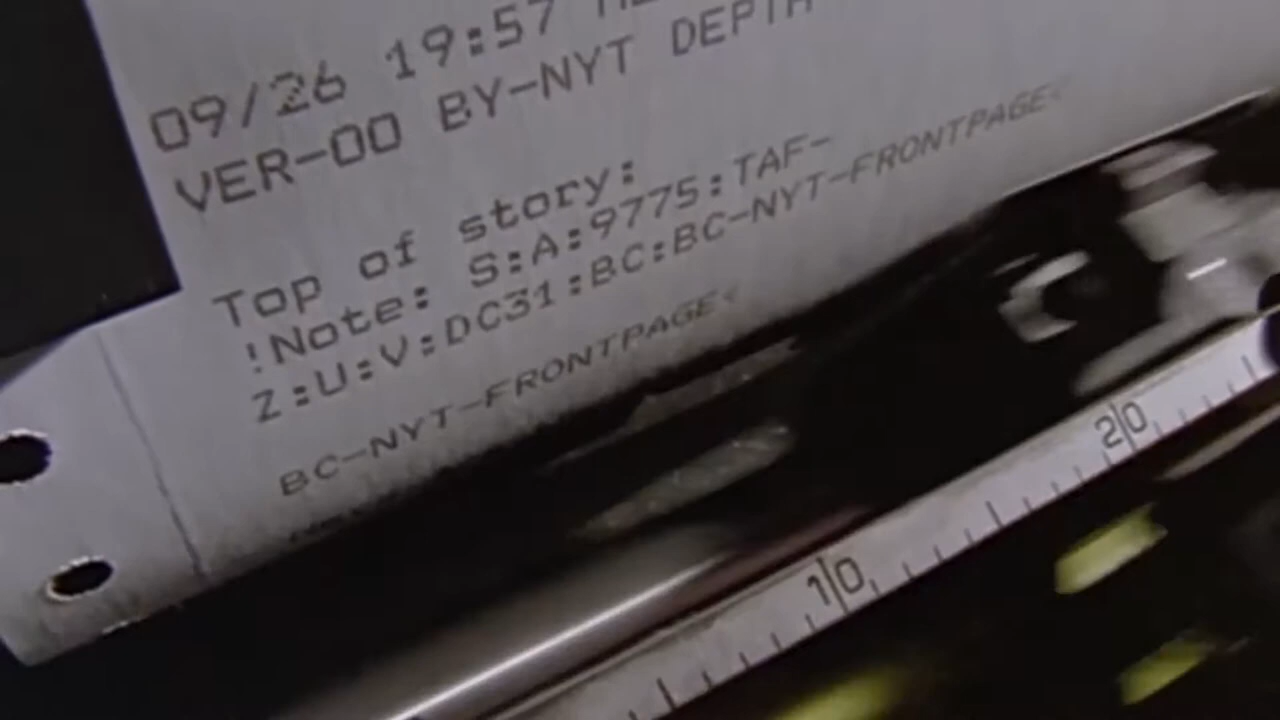 09/26 19:57
VER-00 BY-NYT DEPTH
Top of story:
!Note: S:A:9775:TAF-
Z:U:V:DC31:BC:BC-NYT-FRONTPAGE<
BC-NYT-FRONTPAGE<
10
20